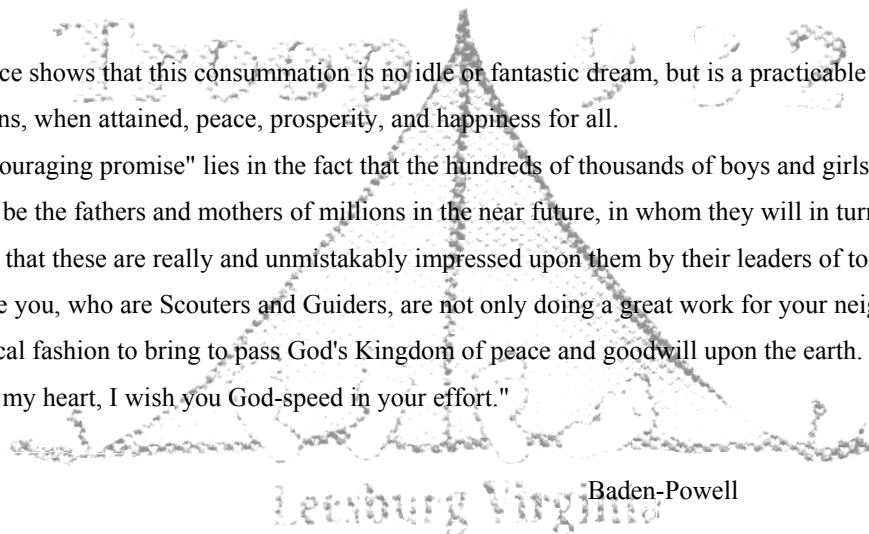 Troop 982
ce shows that this consummation is no idle or fantastic dream, but is a practicable
ns, when attained, peace, prosperity, and happiness for all.
ouraging promise" lies in the fact that the hundreds of thousands of boys and girls
be the fathers and mothers of millions in the near future, in whom they will in turn
that these are really and unmistakably impressed upon them by their leaders of to
e you, who are Scouters and Guiders, are not only doing a great work for your neig
cal fashion to bring to pass God's Kingdom of peace and goodwill upon the earth.
my heart, I wish you God-speed in your effort."
Baden-Powell
Leesburg Virginia